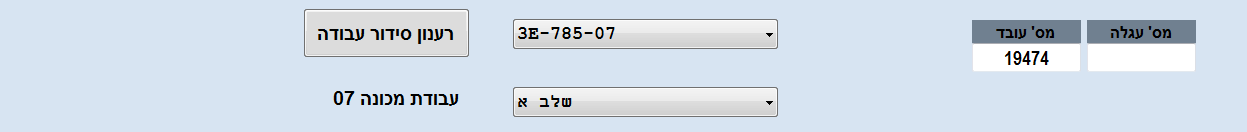 מס' עגלה
מס' עובד
19474
3E-785-07
רענון סידור עבודה
שלב א
עבודת מכונה 07